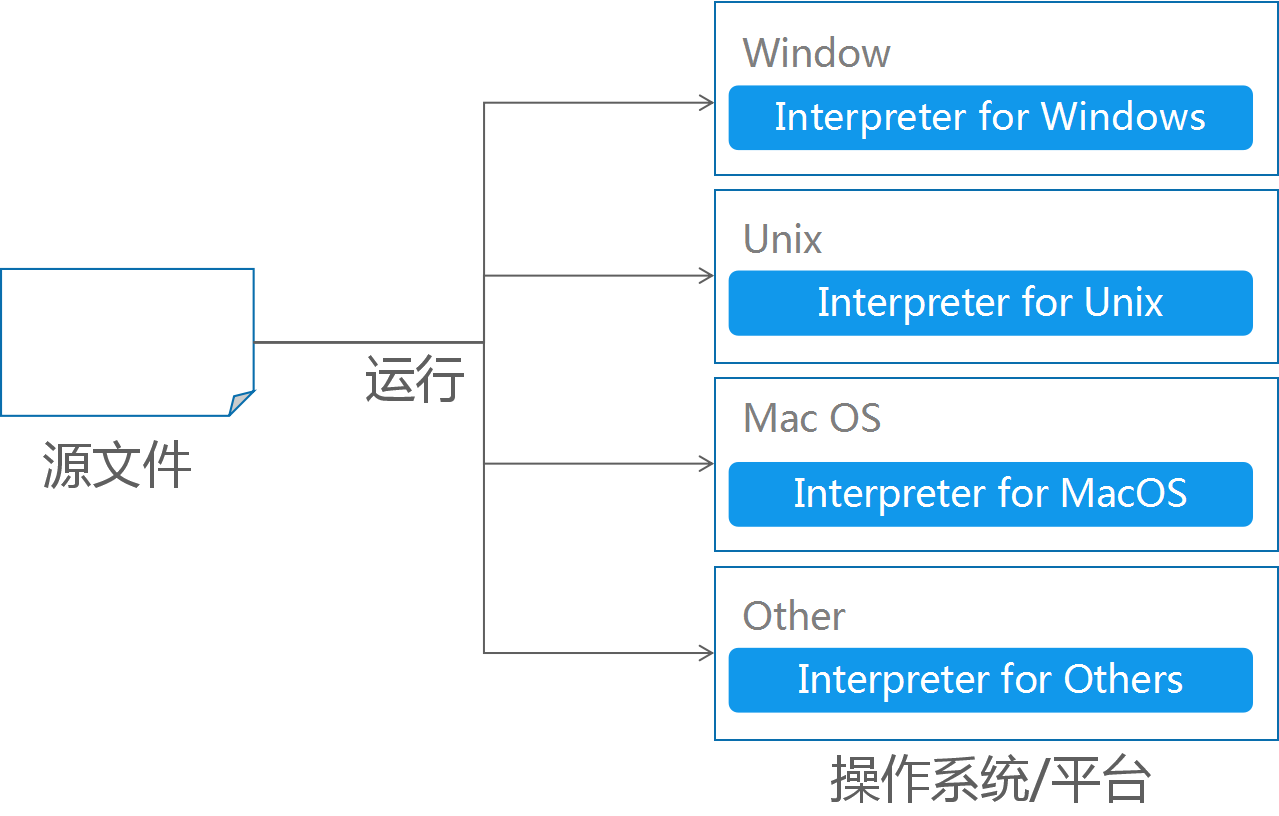 Window
Interpreter for Windows
Unix
Interpreter for Unix
运行
源文件
Mac OS
Interpreter for MacOS
Other
Interpreter for Others
操作系统/平台